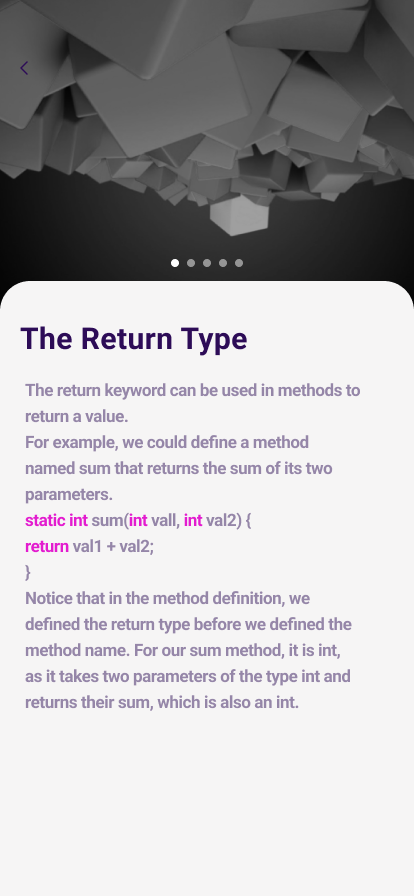 The Return Type
The return keyword can be used in methods to
return a value.
For example, we could define a method
named sum that returns the sum of its two
parameters.
static int sum(int vall, int val2) {
return val1 + val2;
}
Notice that in the method definition, we
defined the return type before we defined the
method name. For our sum method, it is int,
as it takes two parameters of the type int and
returns their sum, which is also an int.